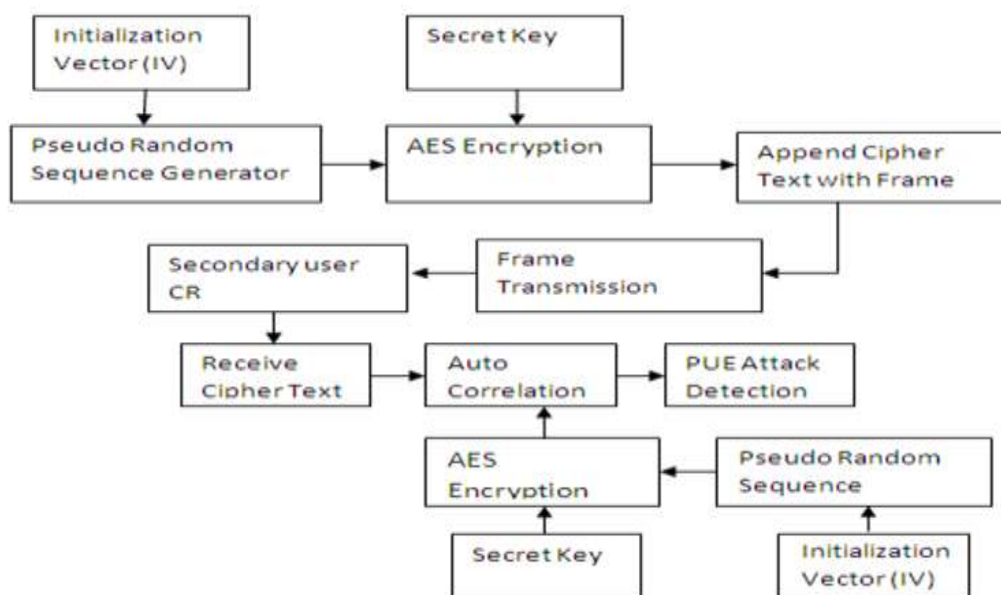 Initialization
Vector (IV)
Secret Key
Pseudo Random
Sequence Generator
AES Encryption
Append Cipher
Text with Frame
Secondary user
CR
Frame
Transmission
Receive
Cipher Text
Auto
Correlation
PUE Attack
Detection
AES
Encryption
Pseudo Random
Sequence
Secret Key
Initialization
Vector (IV)